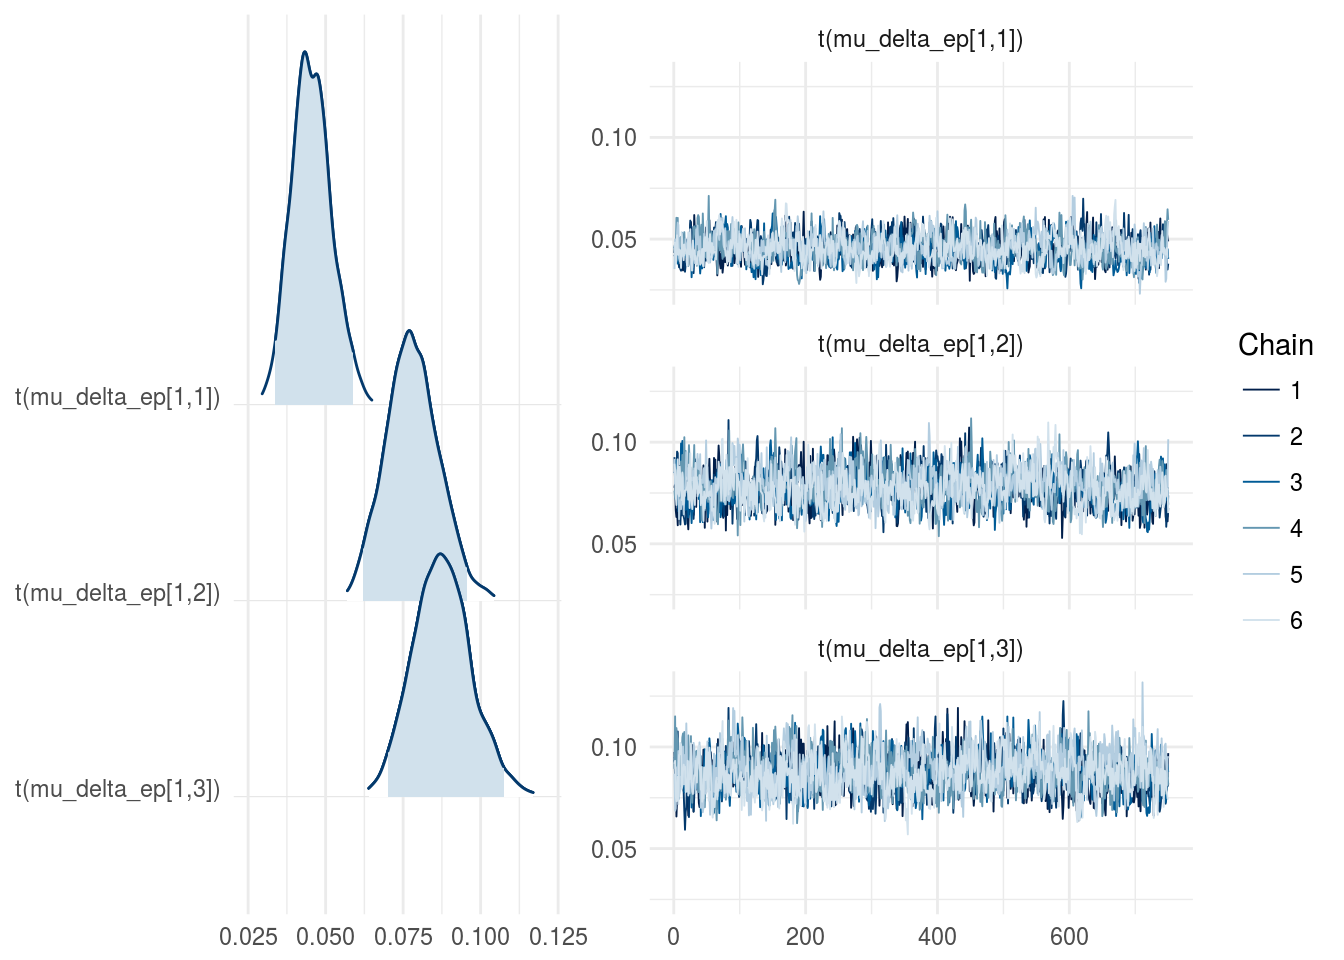 t(mu_delta_ep[1,1])
t(mu_delta_ep[1,2])
t(mu_delta_ep[1,3])
0.025 0.050 0.075 0.100 0.125
t(mu_delta_ep[1,1])
0.10
0.05
t(mu_delta_ep[1,2])
0.10
0.05
t(mu_delta_ep[1,3])
0.10
0.05
0 200 400 600
Chain
1
2
3
4
5
6